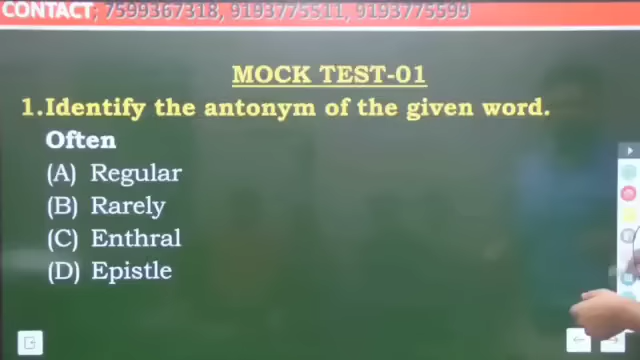 CONTACT; 7599367318, 9193775511, 9193775599
MOCK TEST-01
1.Identify the antonym of the given word.
Often
(A) Regular
(B) Rarely
(C) Enthral
(D) Epistle